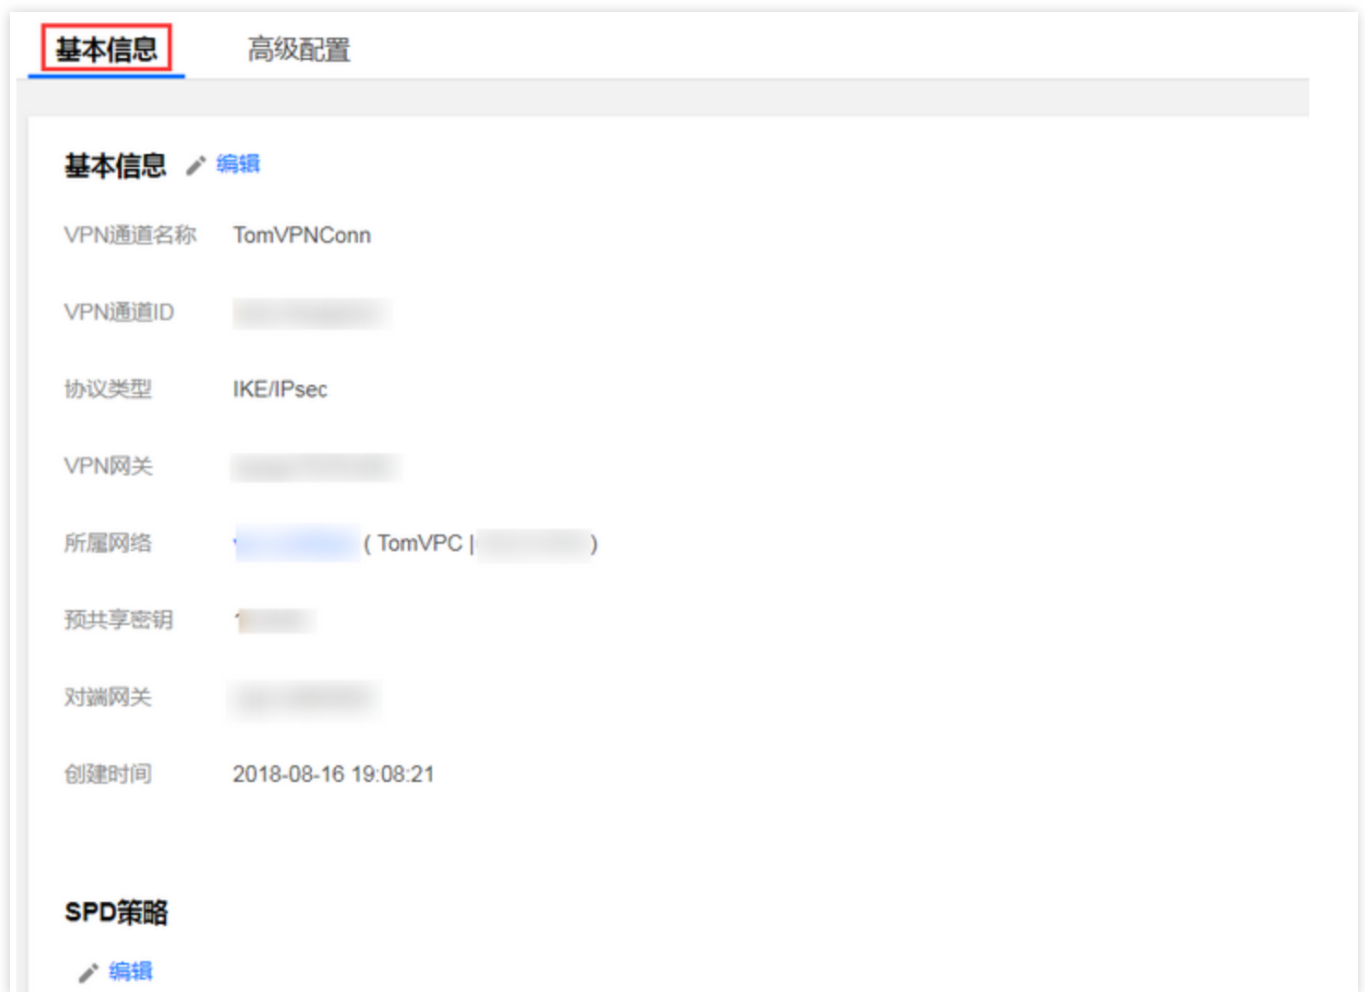 基本信息 高级配置
基本信息 编辑
VPN通道名称 TomVPNConn
VPN通道ID
协议类型 IKE/IPsec
VPN网关
所属网络 ( TomVPC | )
预共享密钥
对端网关
创建时间 2018-08-16 19:08:21
SPD策略
编辑